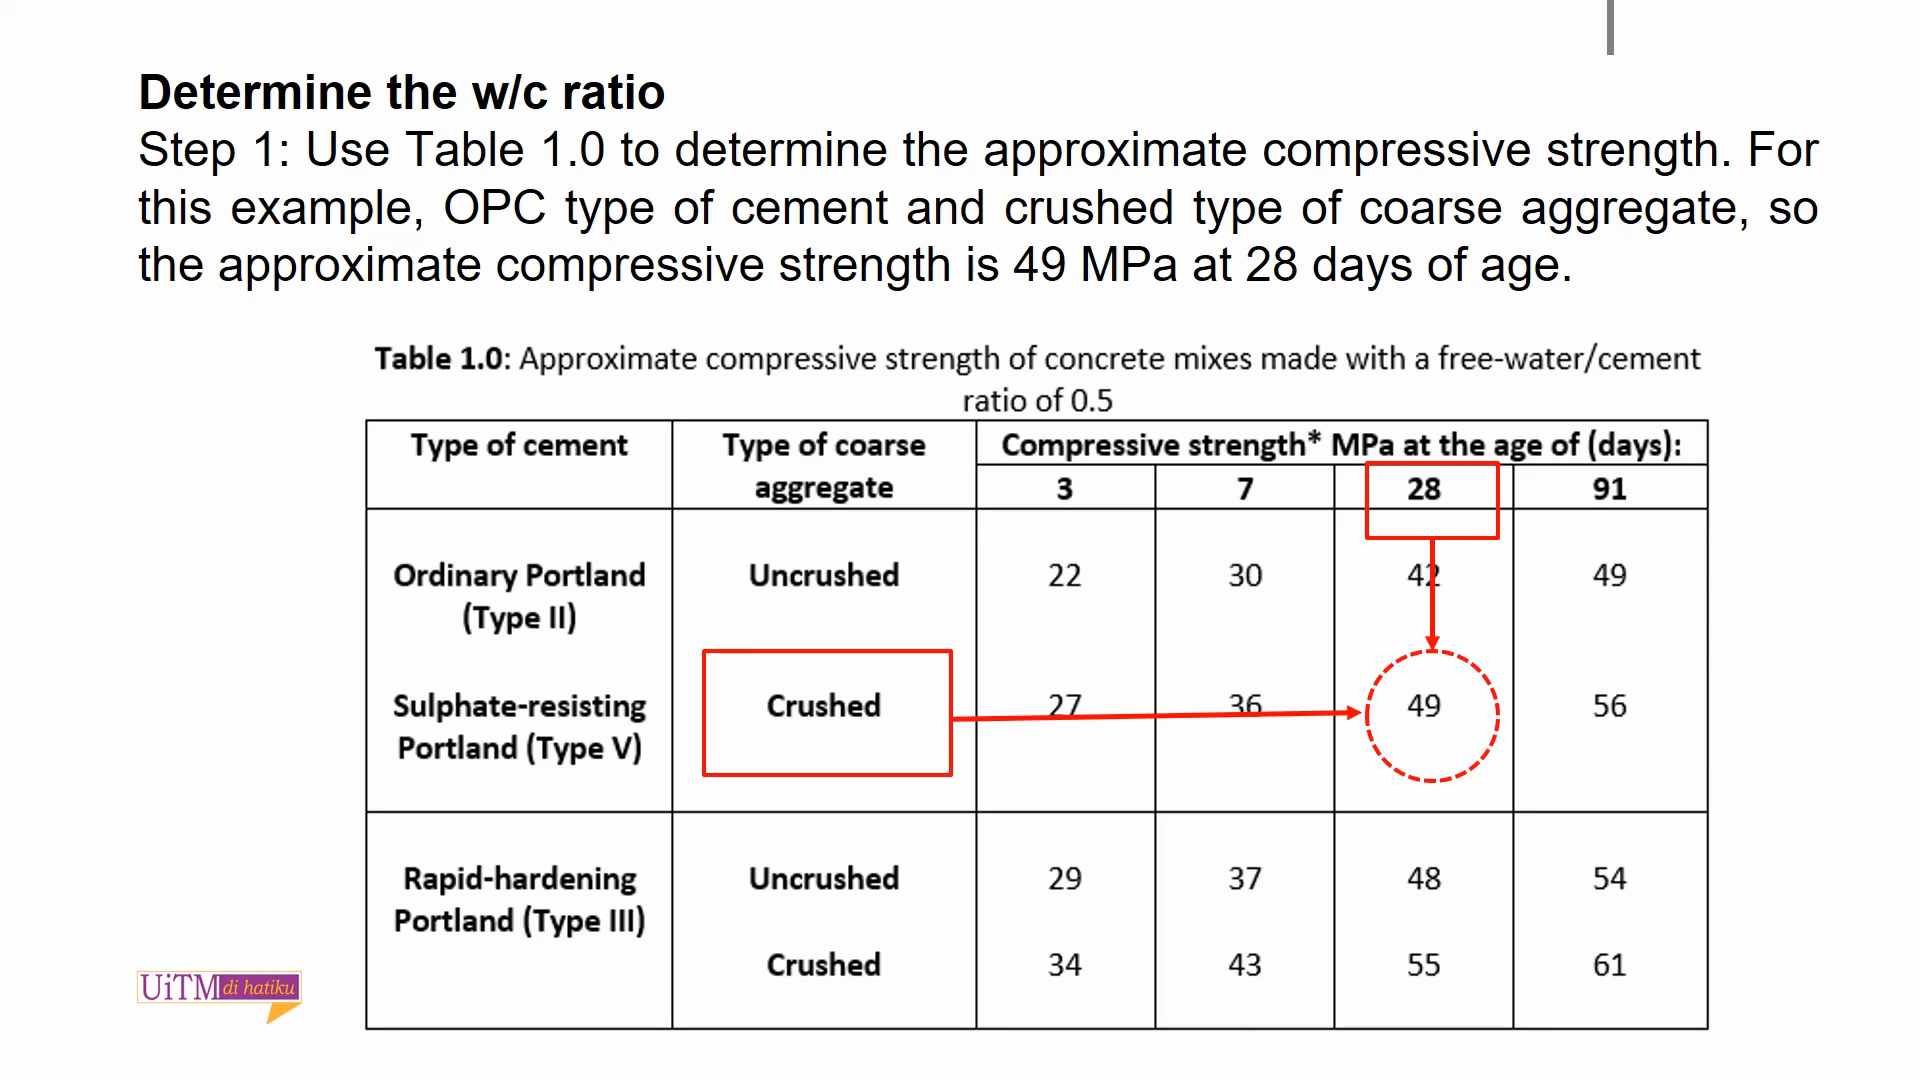 Determine the w/c ratio
Step 1: Use Table 1.0 to determine the approximate compressive strength. For
this example, OPC type of cement and crushed type of coarse aggregate, so
the approximate compressive strength is 49 MPa at 28 days of age.
Table 1.0: Approximate compressive strength of concrete mixes made with a free-water/cement
ratio of 0.5
Type of cement Type of coarse aggregate Compressive strength* MPa at the age of (days):
3 7 28 91
Ordinary Portland (Type II) Uncrushed 22 30 42 49
Sulphate-resisting Portland (Type V) Crushed 27 36 49 56
Rapid-hardening Portland (Type III) Uncrushed 29 37 48 54
Crushed 34 43 55 61
UiTM di hatiku